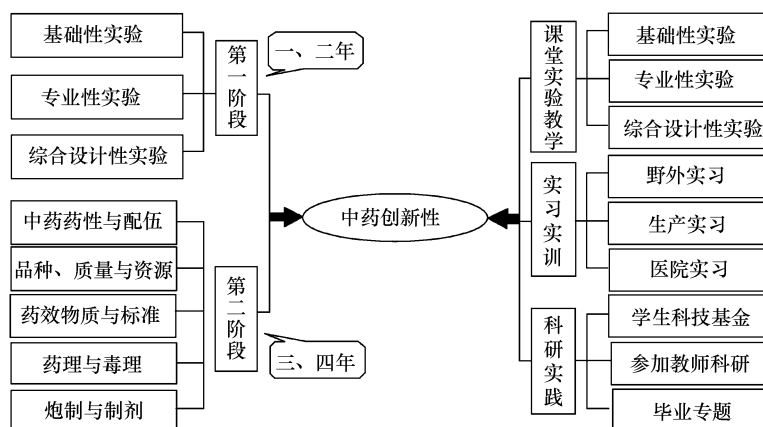 基础性实验
专业性实验
综合设计性实验
第一阶段
一、二年
中药药性与配伍
品种、质量与资源
药效物质与标准
药理与毒理
炮制与制剂
第二阶段
三、四年
中药创新性
课堂实验教学
基础性实验
专业性实验
综合设计性实验
实习实训
野外实习
生产实习
医院实习
科研实践
学生科技基金
参加教师科研
毕业专题